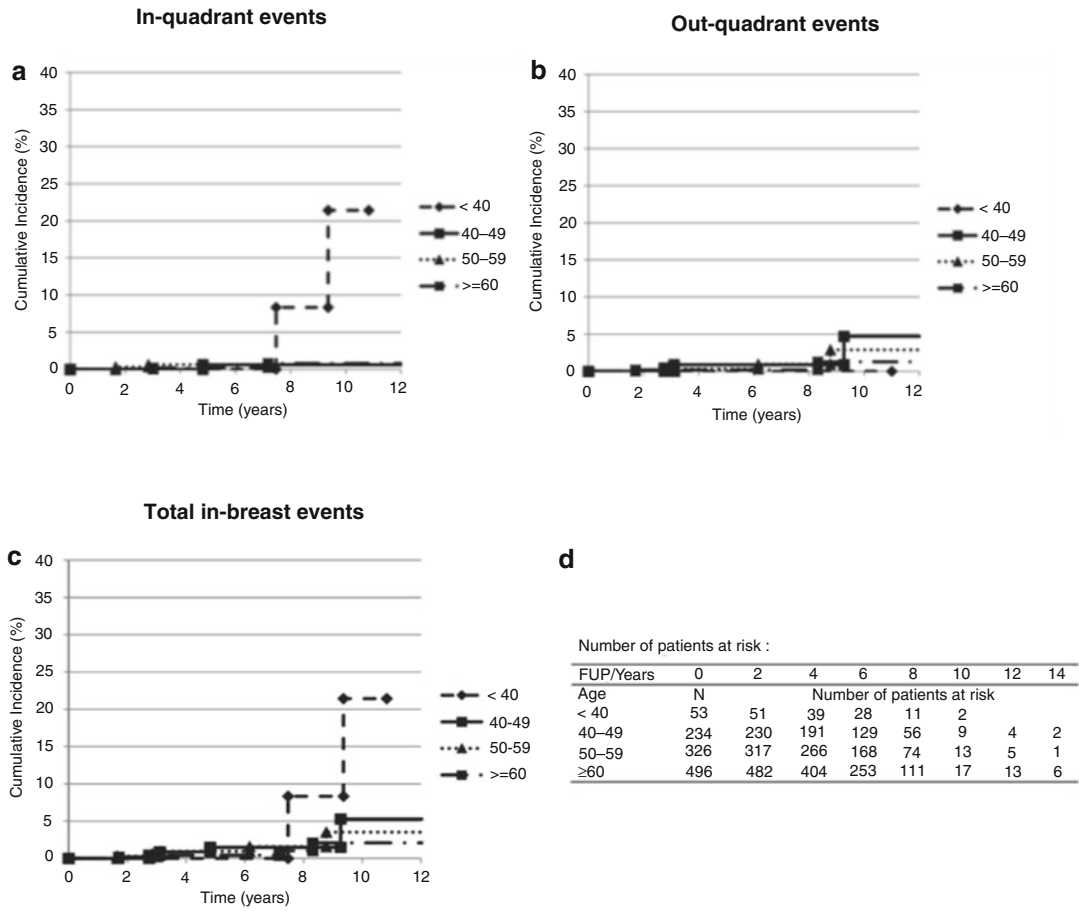 In-quadrant events
a
Cumulative Incidence (%)
40
35
30
25
20
15
10
5
0
0 2 4 6 8 10 12
Time (years)
< 40
40–49
50–59
>=60
Out-quadrant events
b
Cumulative Incidence (%)
40
35
30
25
20
15
10
5
0
0 2 4 6 8 10 12
Time (years)
< 40
40–49
50–59
>=60
Total in-breast events
c
Cumulative Incidence (%)
40
35
30
25
20
15
10
5
0
0 2 4 6 8 10 12
Time (years)
< 40
40-49
50-59
>=60
d
Number of patients at risk :
FUP/Years 0 2 4 6 8 10 12 14
Age N Number of patients at risk
< 40 53 51 39 28 11 2
40–49 234 230 191 129 56 9 4 2
50–59 326 317 266 168 74 13 5 1
≥60 496 482 404 253 111 17 13 6